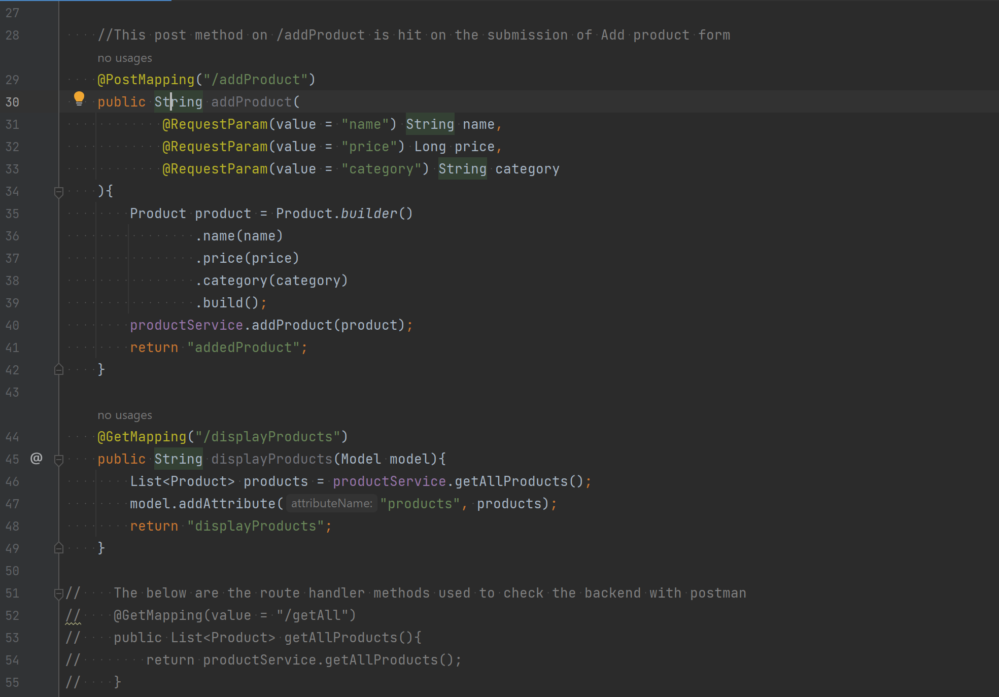 27
28 //This post method on /addProduct is hit on the submission of Add product form
no usages
29 @PostMapping("/addProduct")
30 public String addProduct(
31 @RequestParam(value = "name") String name,
32 @RequestParam(value = "price") Long price,
33 @RequestParam(value = "category") String category
34 ){
35 Product product = Product.builder()
36 .name(name)
37 .price(price)
38 .category(category)
39 .build();
40 productService.addProduct(product);
41 return "addedProduct";
42 }
43
no usages
44 @GetMapping("/displayProducts")
45 @ public String displayProducts(Model model){
46 List<Product> products = productService.getAllProducts();
47 model.addAttribute( attributeName: "products", products);
48 return "displayProducts";
49 }
50
51 // The below are the route handler methods used to check the backend with postman
52 // @GetMapping(value = "/getAll")
53 // public List<Product> getAllProducts(){
54 // return productService.getAllProducts();
55 // }